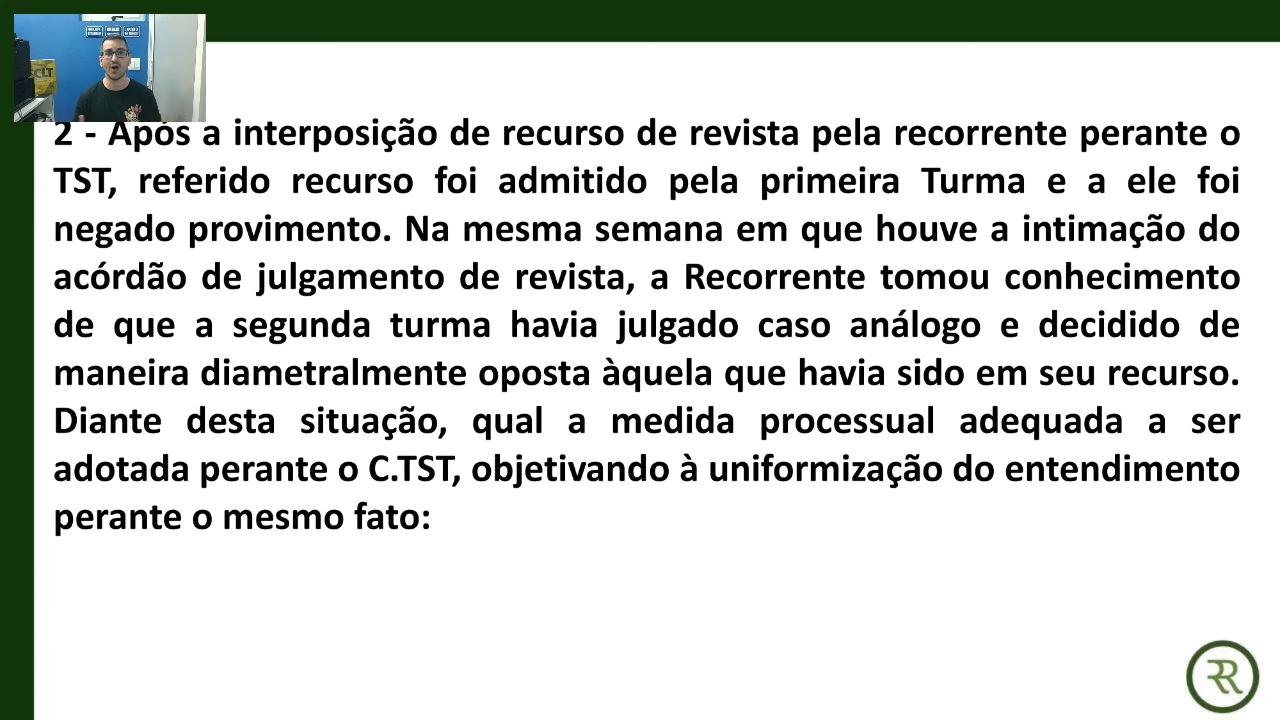 CLT
2 - Após a interposição de recurso de revista pela recorrente perante o
TST, referido recurso foi admitido pela primeira Turma e a ele foi
negado provimento. Na mesma semana em que houve a intimação do
acórdão de julgamento de revista, a Recorrente tomou conhecimento
de que a segunda turma havia julgado caso análogo e decidido de
maneira diametralmente oposta àquela que havia sido em seu recurso.
Diante desta situação, qual a medida processual adequada a ser
adotada perante o C.TST, objetivando à uniformização do entendimento
perante o mesmo fato: